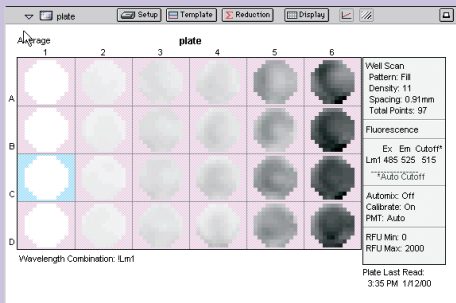 plate Setup Template Reduction Display
Average
plate
1 2 3 4 5 6
A
B
C
D
Well Scan
Pattern: Fill
Density: 11
Spacing: 0.91mm
Total Points: 97
Fluorescence
Ex Em Cutoff*
Lm1 485 525 515
*Auto Cutoff
Automix: Off
Calibrate: On
PMT: Auto
RFU Min: 0
RFU Max: 2000
Wavelength Combination: !Lm1
Plate Last Read:
3:35 PM 1/12/00